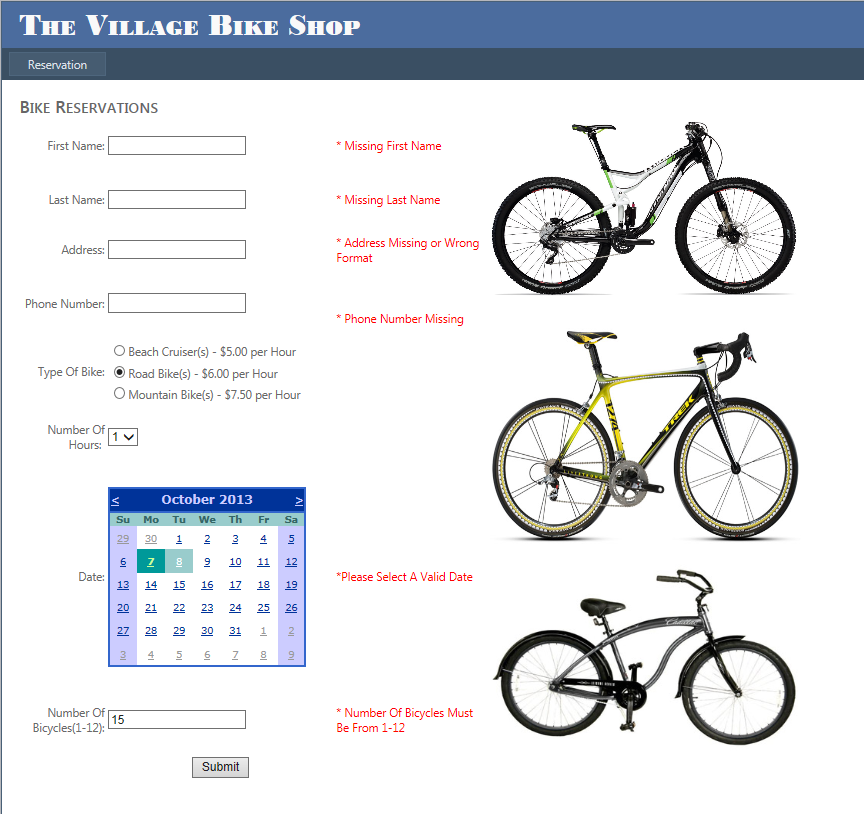 The Village Bike Shop
Reservation
Bike Reservations
First Name:
* Missing First Name
Last Name:
* Missing Last Name
Address:
* Address Missing or Wrong
Format
Phone Number:
* Phone Number Missing
Type Of Bike:
Beach Cruiser(s) - $5.00 per Hour
Road Bike(s) - $6.00 per Hour
Mountain Bike(s) - $7.50 per Hour
Number Of
Hours:
1
< October 2013 >
Su Mo Tu We Th Fr Sa
29 30 1 2 3 4 5
6 7 8 9 10 11 12
13 14 15 16 17 18 19
20 21 22 23 24 25 26
27 28 29 30 31 1 2
3 4 5 6 7 8 9
Date:
*Please Select A Valid Date
Number Of
Bicycles(1-12):
15
* Number Of Bicycles Must
Be From 1-12
Submit
TREK